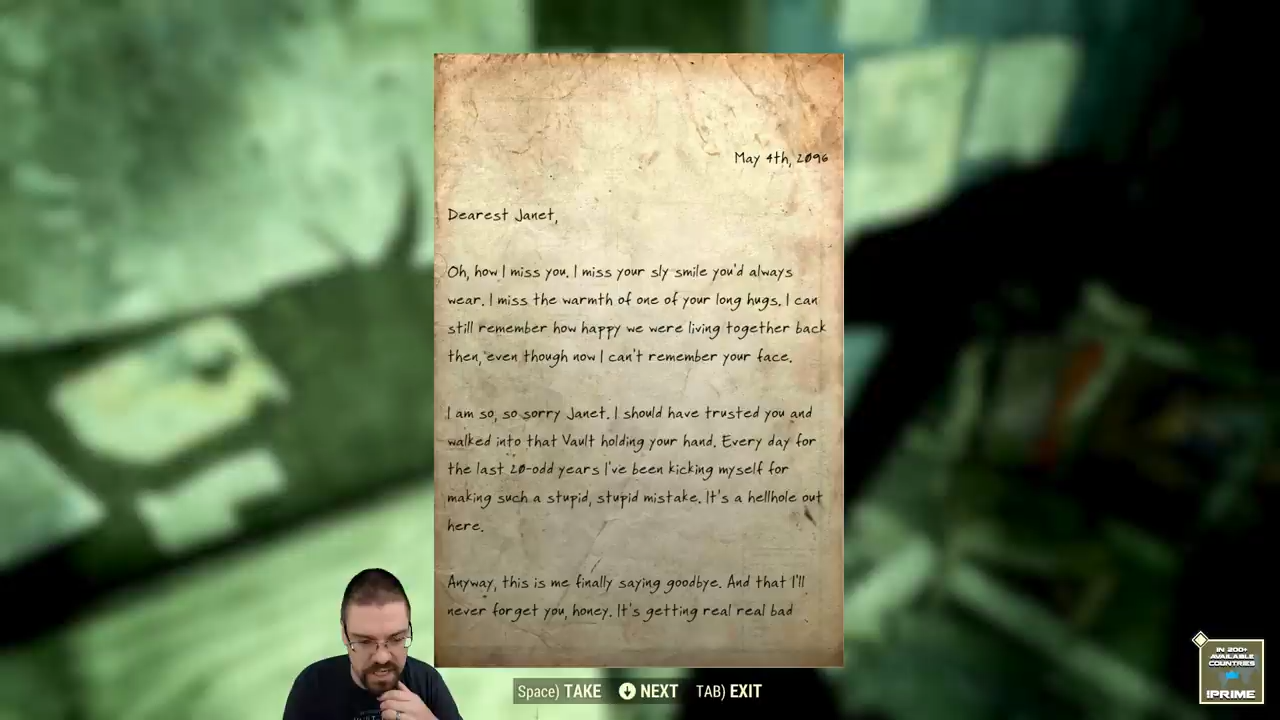 May 4th, 2096
Dearest Janet,
Oh, how I miss you. I miss your sly smile you'd always
wear. I miss the warmth of one of your long hugs. I can
still remember how happy we were living together back
then, even though now I can't remember your face.
I am so, so sorry Janet. I should have trusted you and
walked into that Vault holding your hand. Every day for
the last 20-odd years I've been kicking myself for
making such a stupid, stupid mistake. It's a hellhole out
here.
Anyway, this is me finally saying goodbye. And that I'll
never forget you, honey. It's getting real real bad
Space) TAKE
NEXT
TAB) EXIT
IN 200+
AVAILABLE
COUNTRIES
!PRIME